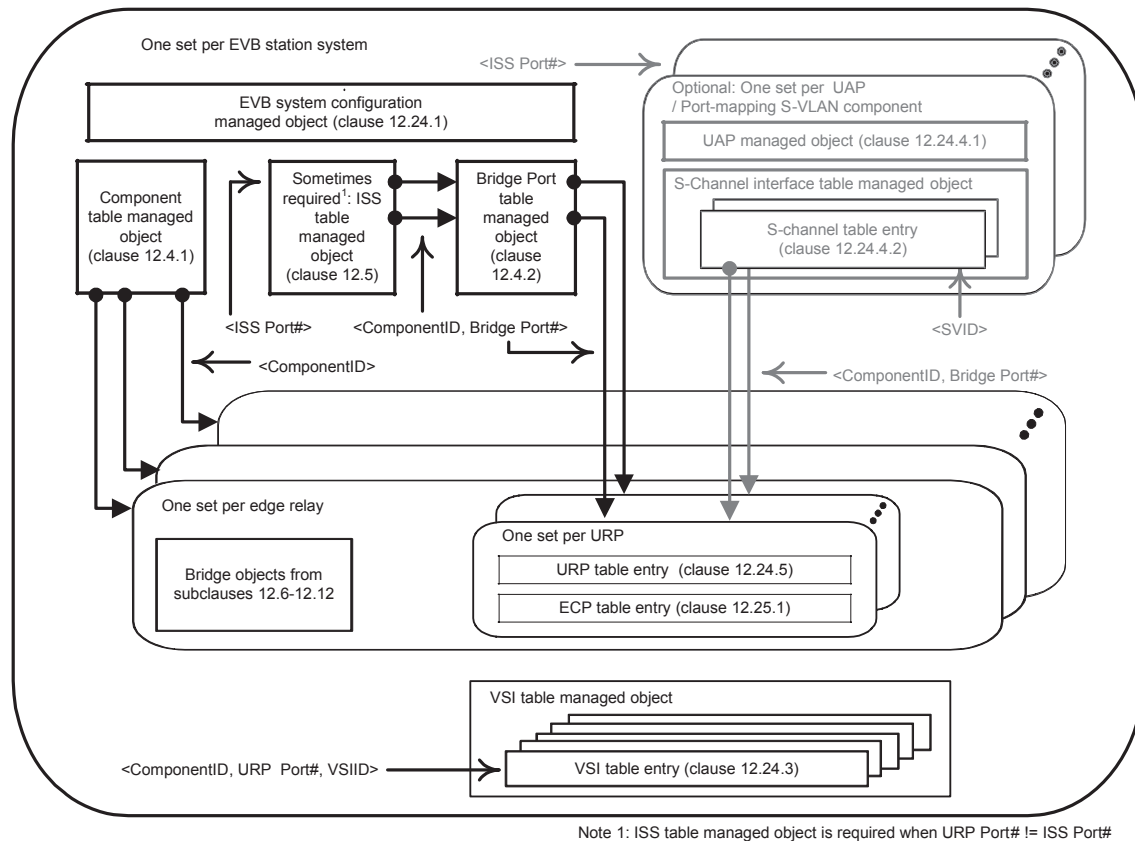 One set per EVB station system
<ISS Port#>
Optional: One set per UAP
/ Port-mapping S-VLAN component
EVB system configuration
managed object (clause 12.24.1)
UAP managed object (clause 12.24.4.1)
Component
table managed
object
(clause 12.4.1)
Sometimes
required¹: ISS
table
managed
object
(clause 12.5)
Bridge Port
table
managed
object
(clause
12.4.2)
S-Channel interface table managed object
S-channel table entry
(clause 12.24.4.2)
<ISS Port#>
<ComponentID, Bridge Port#>
<SVID>
<ComponentID>
<ComponentID, Bridge Port#>
One set per edge relay
Bridge objects from
subclauses 12.6-12.12
One set per URP
URP table entry (clause 12.24.5)
ECP table entry (clause 12.25.1)
VSI table managed object
<ComponentID, URP Port#, VSIID>
VSI table entry (clause 12.24.3)
Note 1: ISS table managed object is required when URP Port# != ISS Port#